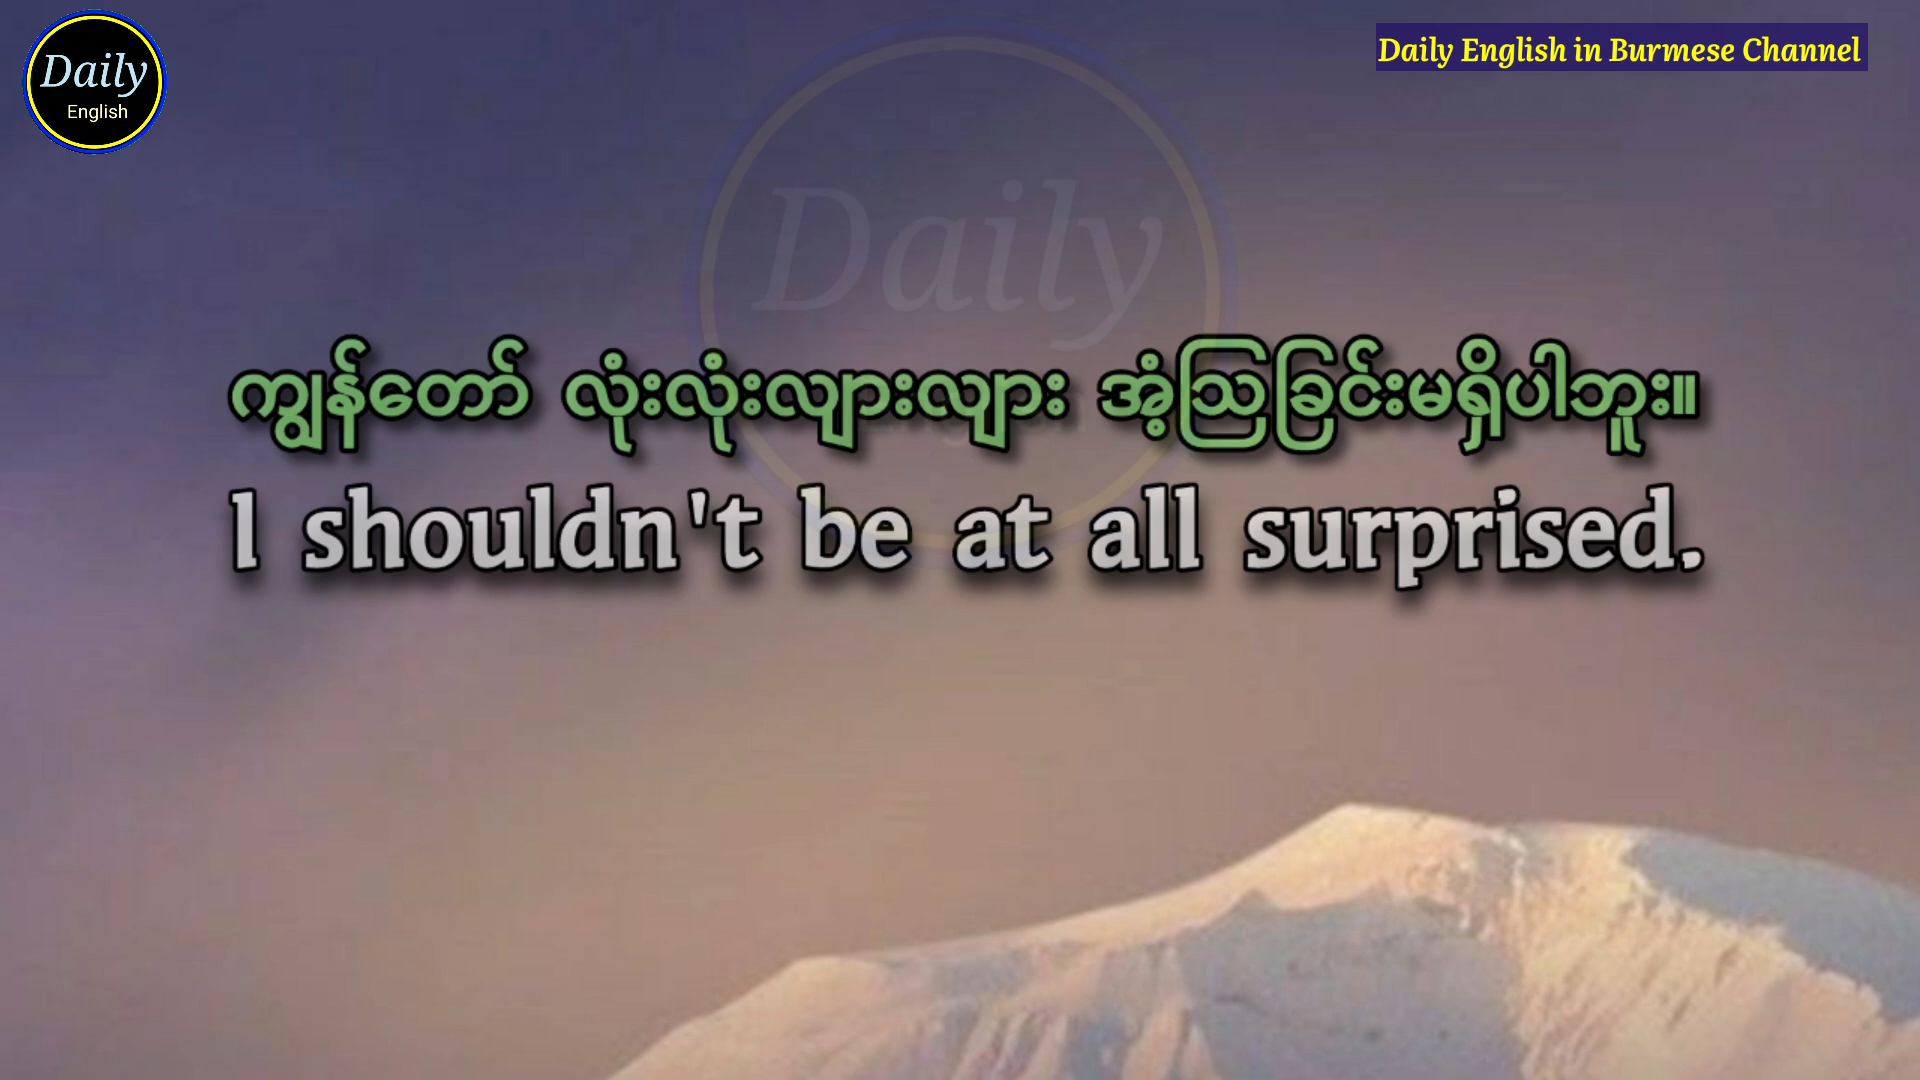 Daily
English
Daily English in Burmese Channel
Daily
ကျွန်တော် လုံးလုံးလျားလျား အံ့ဩခြင်းမရှိပါဘူး။
I shouldn't be at all surprised.